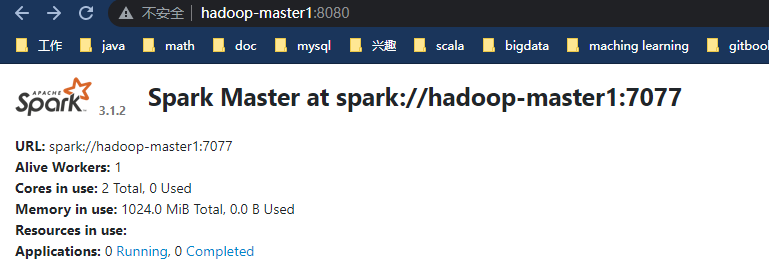 不安全 hadoop-master1:8080
工作 java math doc mysql 兴趣 scala bigdata maching learning gitbook
APACHE Spark 3.1.2 Spark Master at spark://hadoop-master1:7077
URL: spark://hadoop-master1:7077
Alive Workers: 1
Cores in use: 2 Total, 0 Used
Memory in use: 1024.0 MiB Total, 0.0 B Used
Resources in use:
Applications: 0 Running, 0 Completed